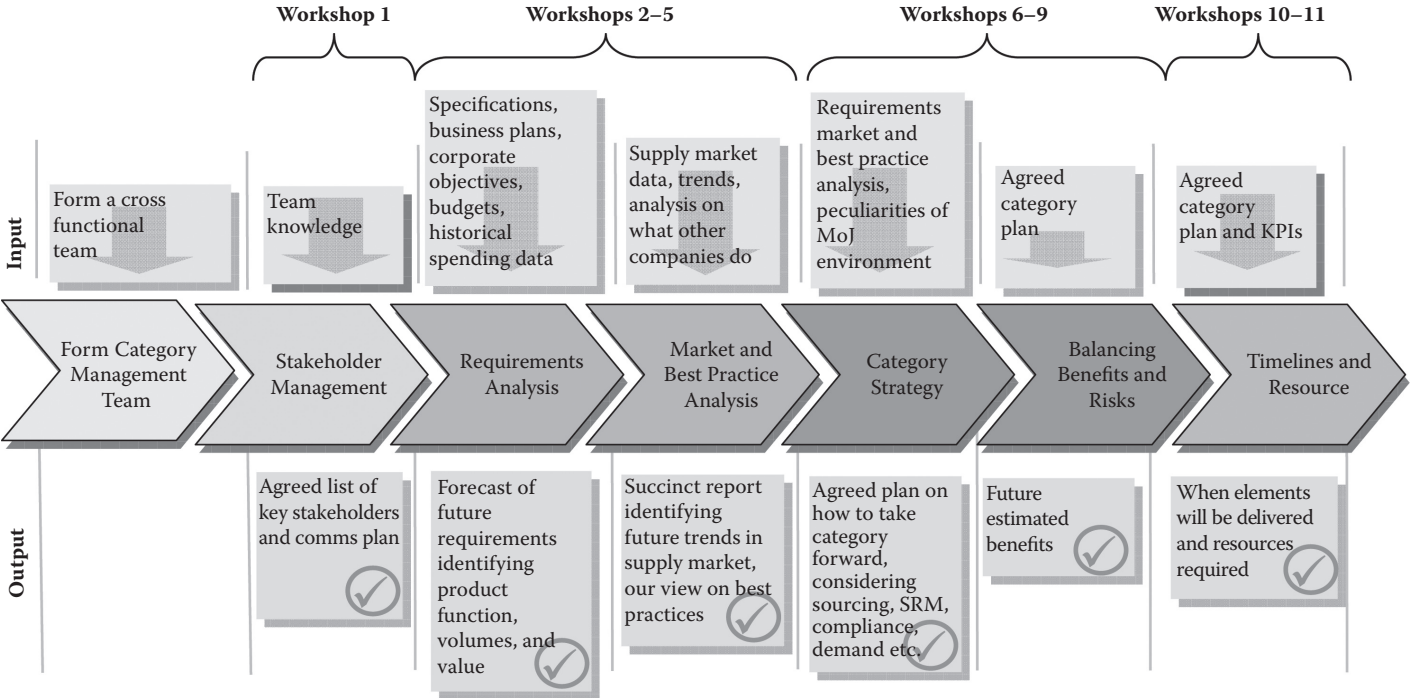 Workshop 1
Workshops 2–5
Workshops 6–9
Workshops 10–11
Input
Form a cross
functional
team
Team
knowledge
Specifications,
business plans,
corporate
objectives,
budgets,
historical
spending data
Supply market
data, trends,
analysis on
what other
companies do
Requirements
market and
best practice
analysis,
peculiarities of
MoJ
environment
Agreed
category
plan
Agreed
category
plan and KPIs
Form Category
Management
Team
Stakeholder
Management
Requirements
Analysis
Market and
Best Practice
Analysis
Category
Strategy
Balancing
Benefits and
Risks
Timelines and
Resource
Output
Agreed list of
key stakeholders
and comms plan
Forecast of
future
requirements
identifying
product
function,
volumes, and
value
Succinct report
identifying
future trends in
supply market,
our view on best
practices
Agreed plan on
how to take
category
forward,
considering
sourcing, SRM,
compliance,
demand etc.
Future
estimated
benefits
When elements
will be delivered
and resources
required